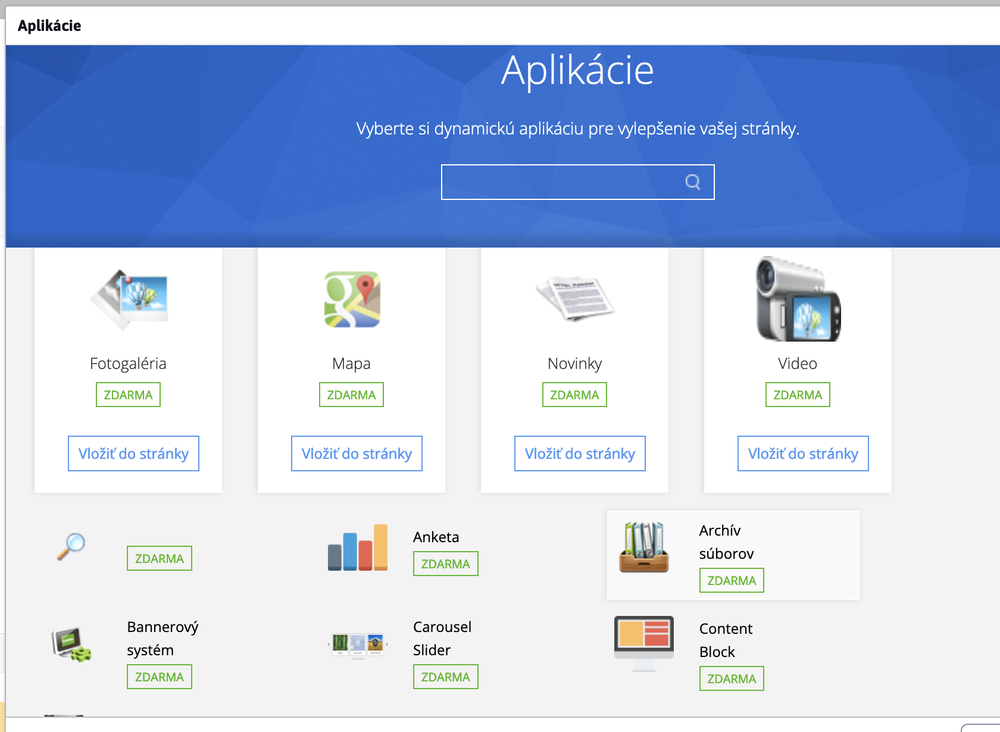 Aplikácie
Aplikácie
Vyberte si dynamickú aplikáciu pre vylepšenie vašej stránky.
Fotogaléria
ZDARMA
Vložiť do stránky
Mapa
ZDARMA
Vložiť do stránky
Novinky
ZDARMA
Vložiť do stránky
Video
ZDARMA
Vložiť do stránky
ZDARMA
Anketa
ZDARMA
Archív
súborov
ZDARMA
Bannerový
systém
ZDARMA
Carousel
Slider
ZDARMA
Content
Block
ZDARMA